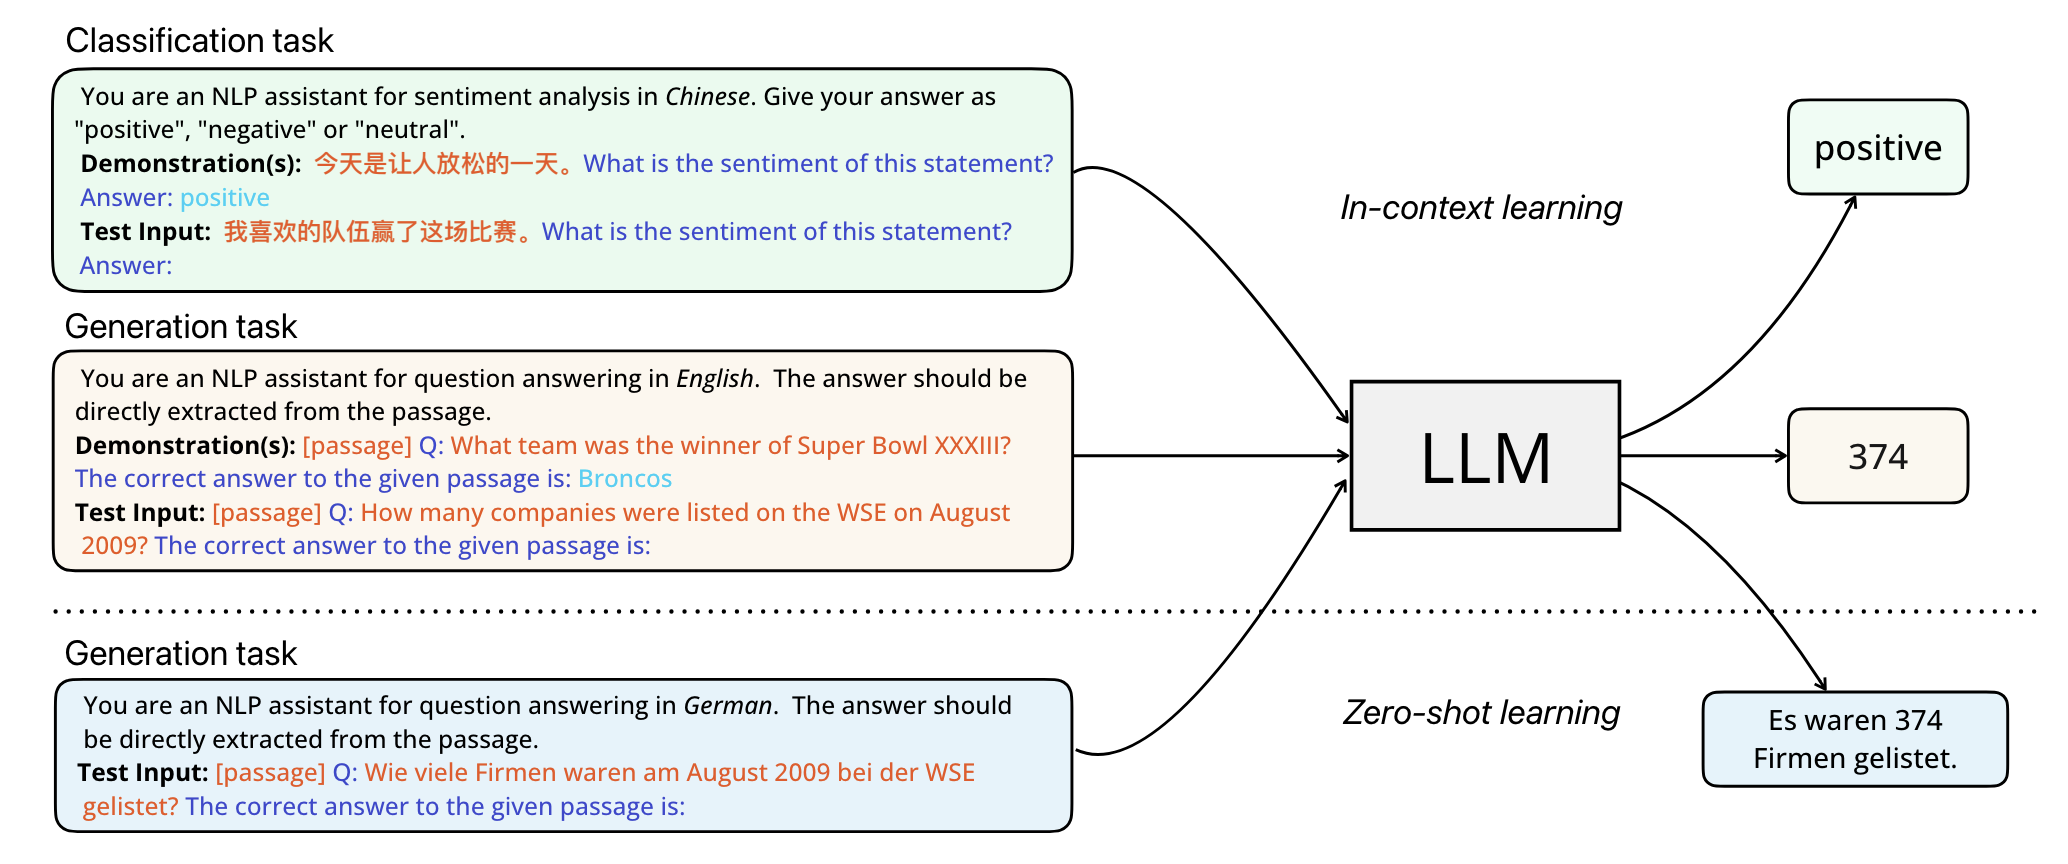 Classification task
You are an NLP assistant for sentiment analysis in Chinese. Give your answer as
"positive", "negative" or "neutral".
Demonstration(s): 今天是让人放松的一天。What is the sentiment of this statement?
Answer: positive
Test Input: 我喜欢的队伍赢了这场比赛。What is the sentiment of this statement?
Answer:
Generation task
You are an NLP assistant for question answering in English. The answer should be
directly extracted from the passage.
Demonstration(s): [passage] Q: What team was the winner of Super Bowl XXXIII?
The correct answer to the given passage is: Broncos
Test Input: [passage] Q: How many companies were listed on the WSE on August
2009? The correct answer to the given passage is:
Generation task
You are an NLP assistant for question answering in German. The answer should
be directly extracted from the passage.
Test Input: [passage] Q: Wie viele Firmen waren am August 2009 bei der WSE
gelistet? The correct answer to the given passage is:
LLM
In-context learning
Zero-shot learning
positive
374
Es waren 374
Firmen gelistet.